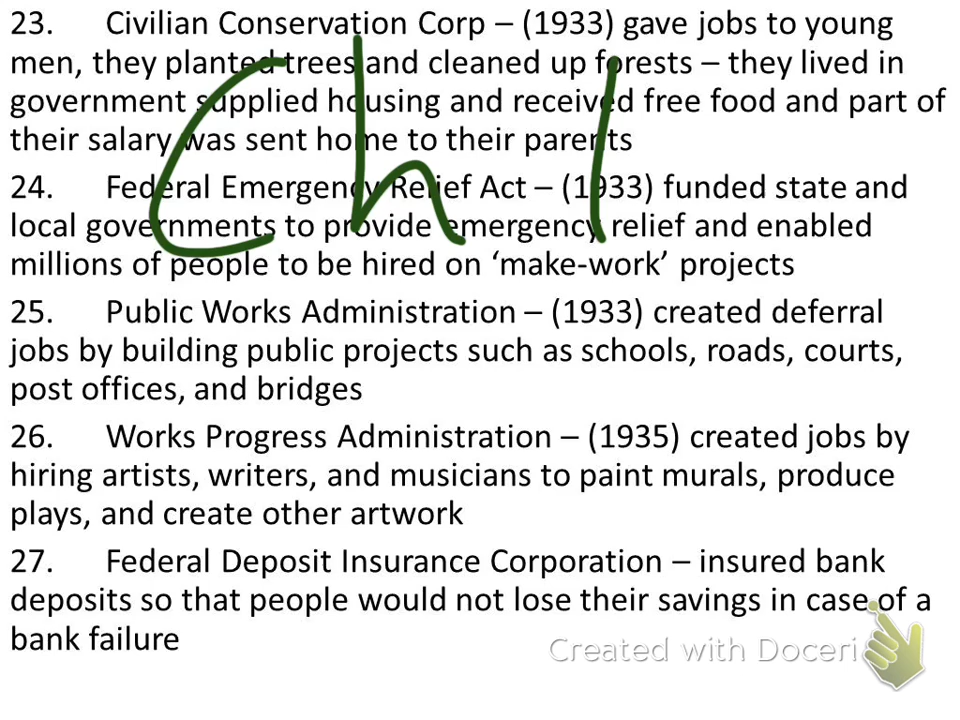 23. Civilian Conservation Corp – (1933) gave jobs to young
men, they planted trees and cleaned up forests – they lived in
government supplied housing and received free food and part of
their salary was sent home to their parents
24. Federal Emergency Relief Act – (1933) funded state and
local governments to provide emergency relief and enabled
millions of people to be hired on ‘make-work’ projects
25. Public Works Administration – (1933) created deferral
jobs by building public projects such as schools, roads, courts,
post offices, and bridges
26. Works Progress Administration – (1935) created jobs by
hiring artists, writers, and musicians to paint murals, produce
plays, and create other artwork
27. Federal Deposit Insurance Corporation – insured bank
deposits so that people would not lose their savings in case of a
bank failure
Ch 1
Created with Doceri